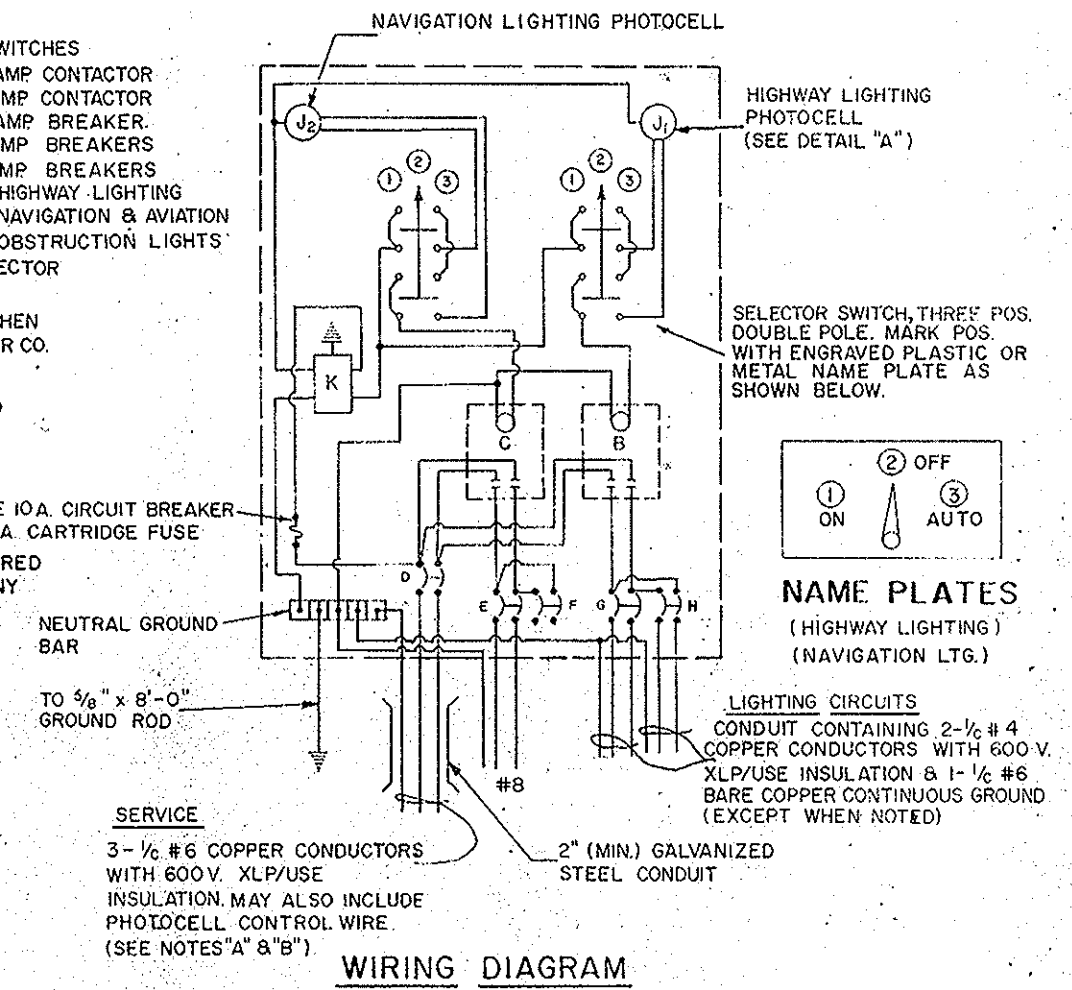 NAVIGATION LIGHTING PHOTOCELL
WITCHES
AMP CONTACTOR
MP CONTACTOR
AMP BREAKER.
MP BREAKERS
MP BREAKERS
HIGHWAY LIGHTING
NAVIGATION & AVIATION
OBSTRUCTION LIGHTS
ECTOR
HEN
R CO.
E 10A. CIRCUIT BREAKER
A. CARTRIDGE FUSE
RED
NY
NEUTRAL GROUND
BAR
TO 5/8" x 8'-0"
GROUND ROD
J2
J1
1 2 3
1 2 3
K
C
B
D
E
F
G
H
HIGHWAY LIGHTING
PHOTOCELL
(SEE DETAIL "A")
SELECTOR SWITCH, THREE POS.
DOUBLE POLE. MARK POS.
WITH ENGRAVED PLASTIC OR
METAL NAME PLATE AS
SHOWN BELOW.
2 OFF
1 ON
3 AUTO
NAME PLATES
(HIGHWAY LIGHTING)
(NAVIGATION LTG.)
LIGHTING CIRCUITS
CONDUIT CONTAINING 2-1/c #4
COPPER CONDUCTORS WITH 600 V.
XLP/USE INSULATION & 1-1/c #6
BARE COPPER CONTINUOUS GROUND
(EXCEPT WHEN NOTED)
#8
2" (MIN.) GALVANIZED
STEEL CONDUIT
SERVICE
3-1/c #6 COPPER CONDUCTORS
WITH 600V. XLP/USE
INSULATION. MAY ALSO INCLUDE
PHOTOCELL CONTROL WIRE.
(SEE NOTES "A" & "B")
WIRING DIAGRAM